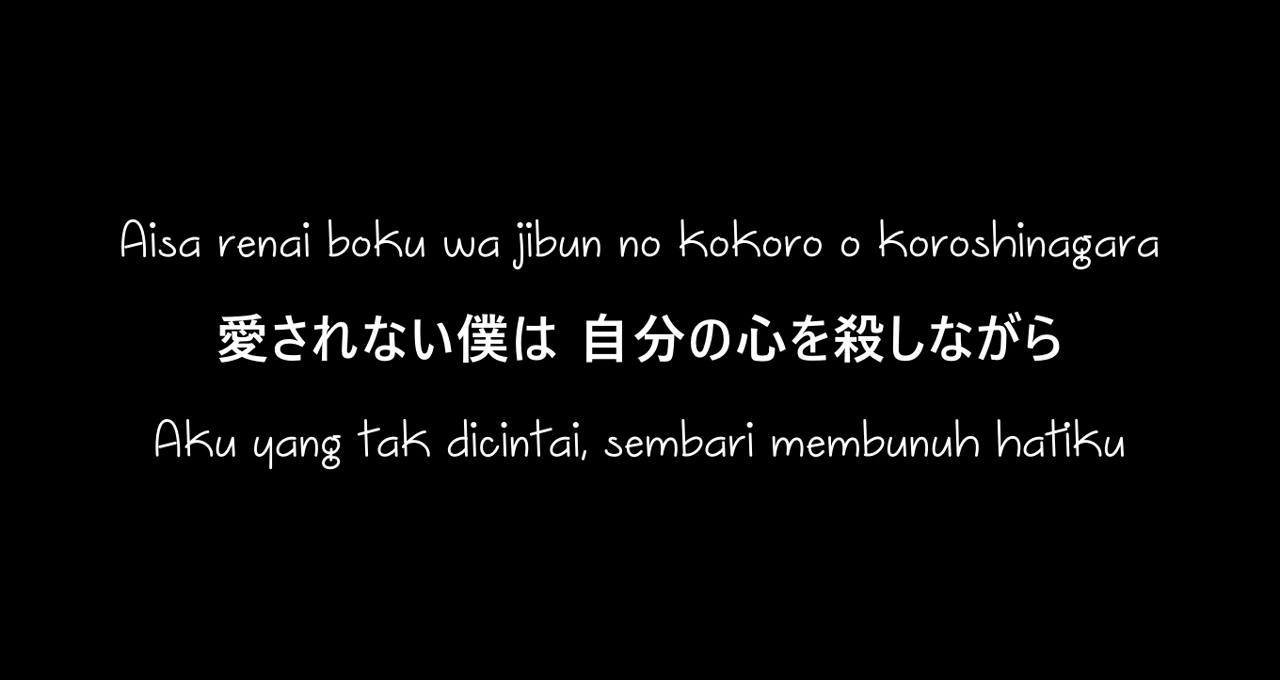 Aisa renai boku wa jibun no kokoro o koroshinagara
愛されない僕は 自分の心を殺しながら
Aku yang tak dicintai, sembari membunuh hatiku